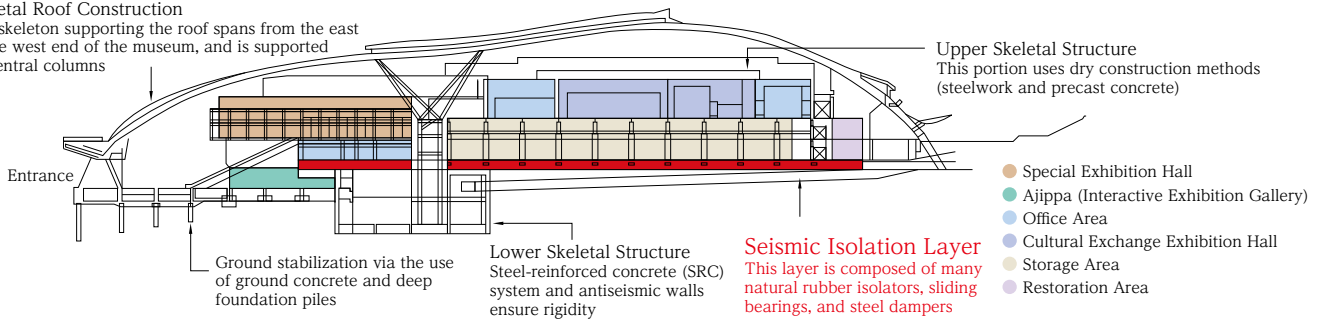 etal Roof Construction
skeleton supporting the roof spans from the east
e west end of the museum, and is supported
entral columns
Upper Skeletal Structure
This portion uses dry construction methods
(steelwork and precast concrete)
Entrance
Special Exhibition Hall
Ajippa (Interactive Exhibition Gallery)
Office Area
Cultural Exchange Exhibition Hall
Storage Area
Restoration Area
Ground stabilization via the use
of ground concrete and deep
foundation piles
Lower Skeletal Structure
Steel-reinforced concrete (SRC)
system and antiseismic walls
ensure rigidity
Seismic Isolation Layer
This layer is composed of many
natural rubber isolators, sliding
bearings, and steel dampers